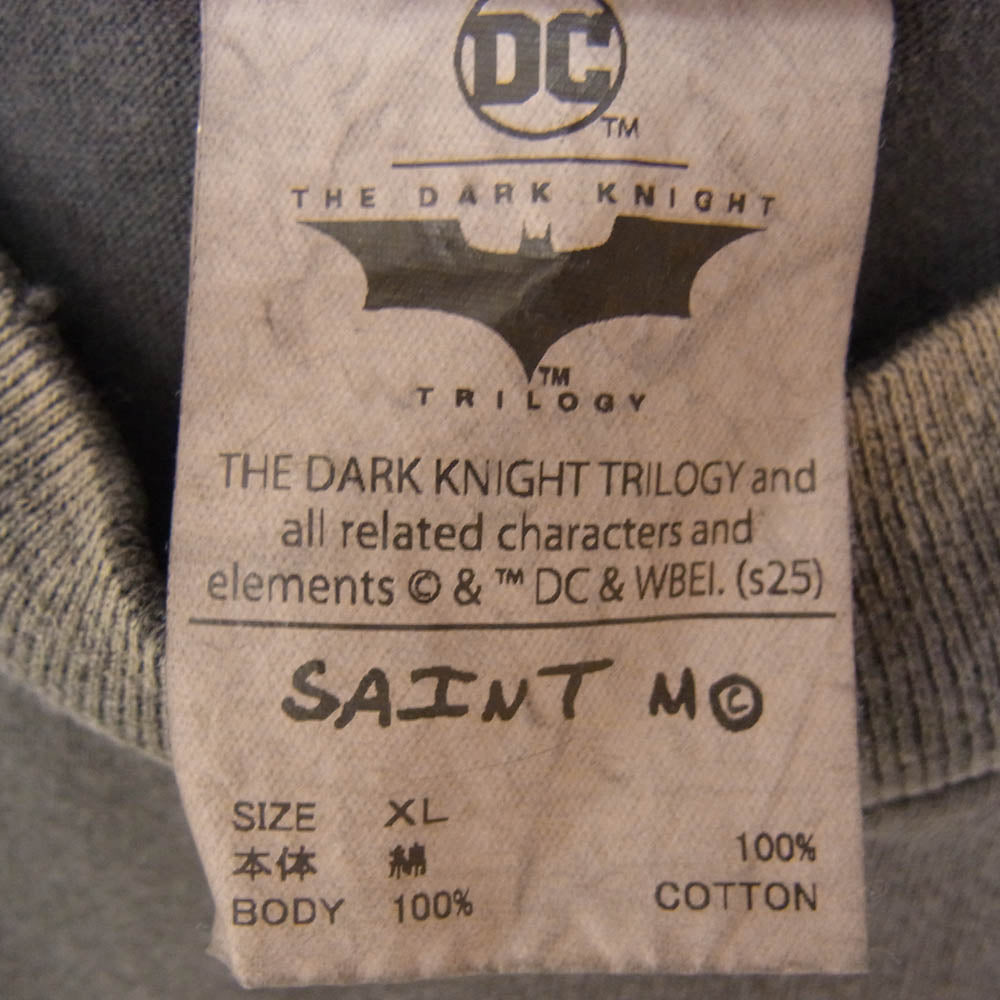 DC
TM
THE DARK KNIGHT
TM
TRILOGY
THE DARK KNIGHT TRILOGY and
all related characters and
elements © & ™ DC & WBEI. (s25)
SAINT M©
SIZE XL
本体 綿 100%
BODY 100% COTTON